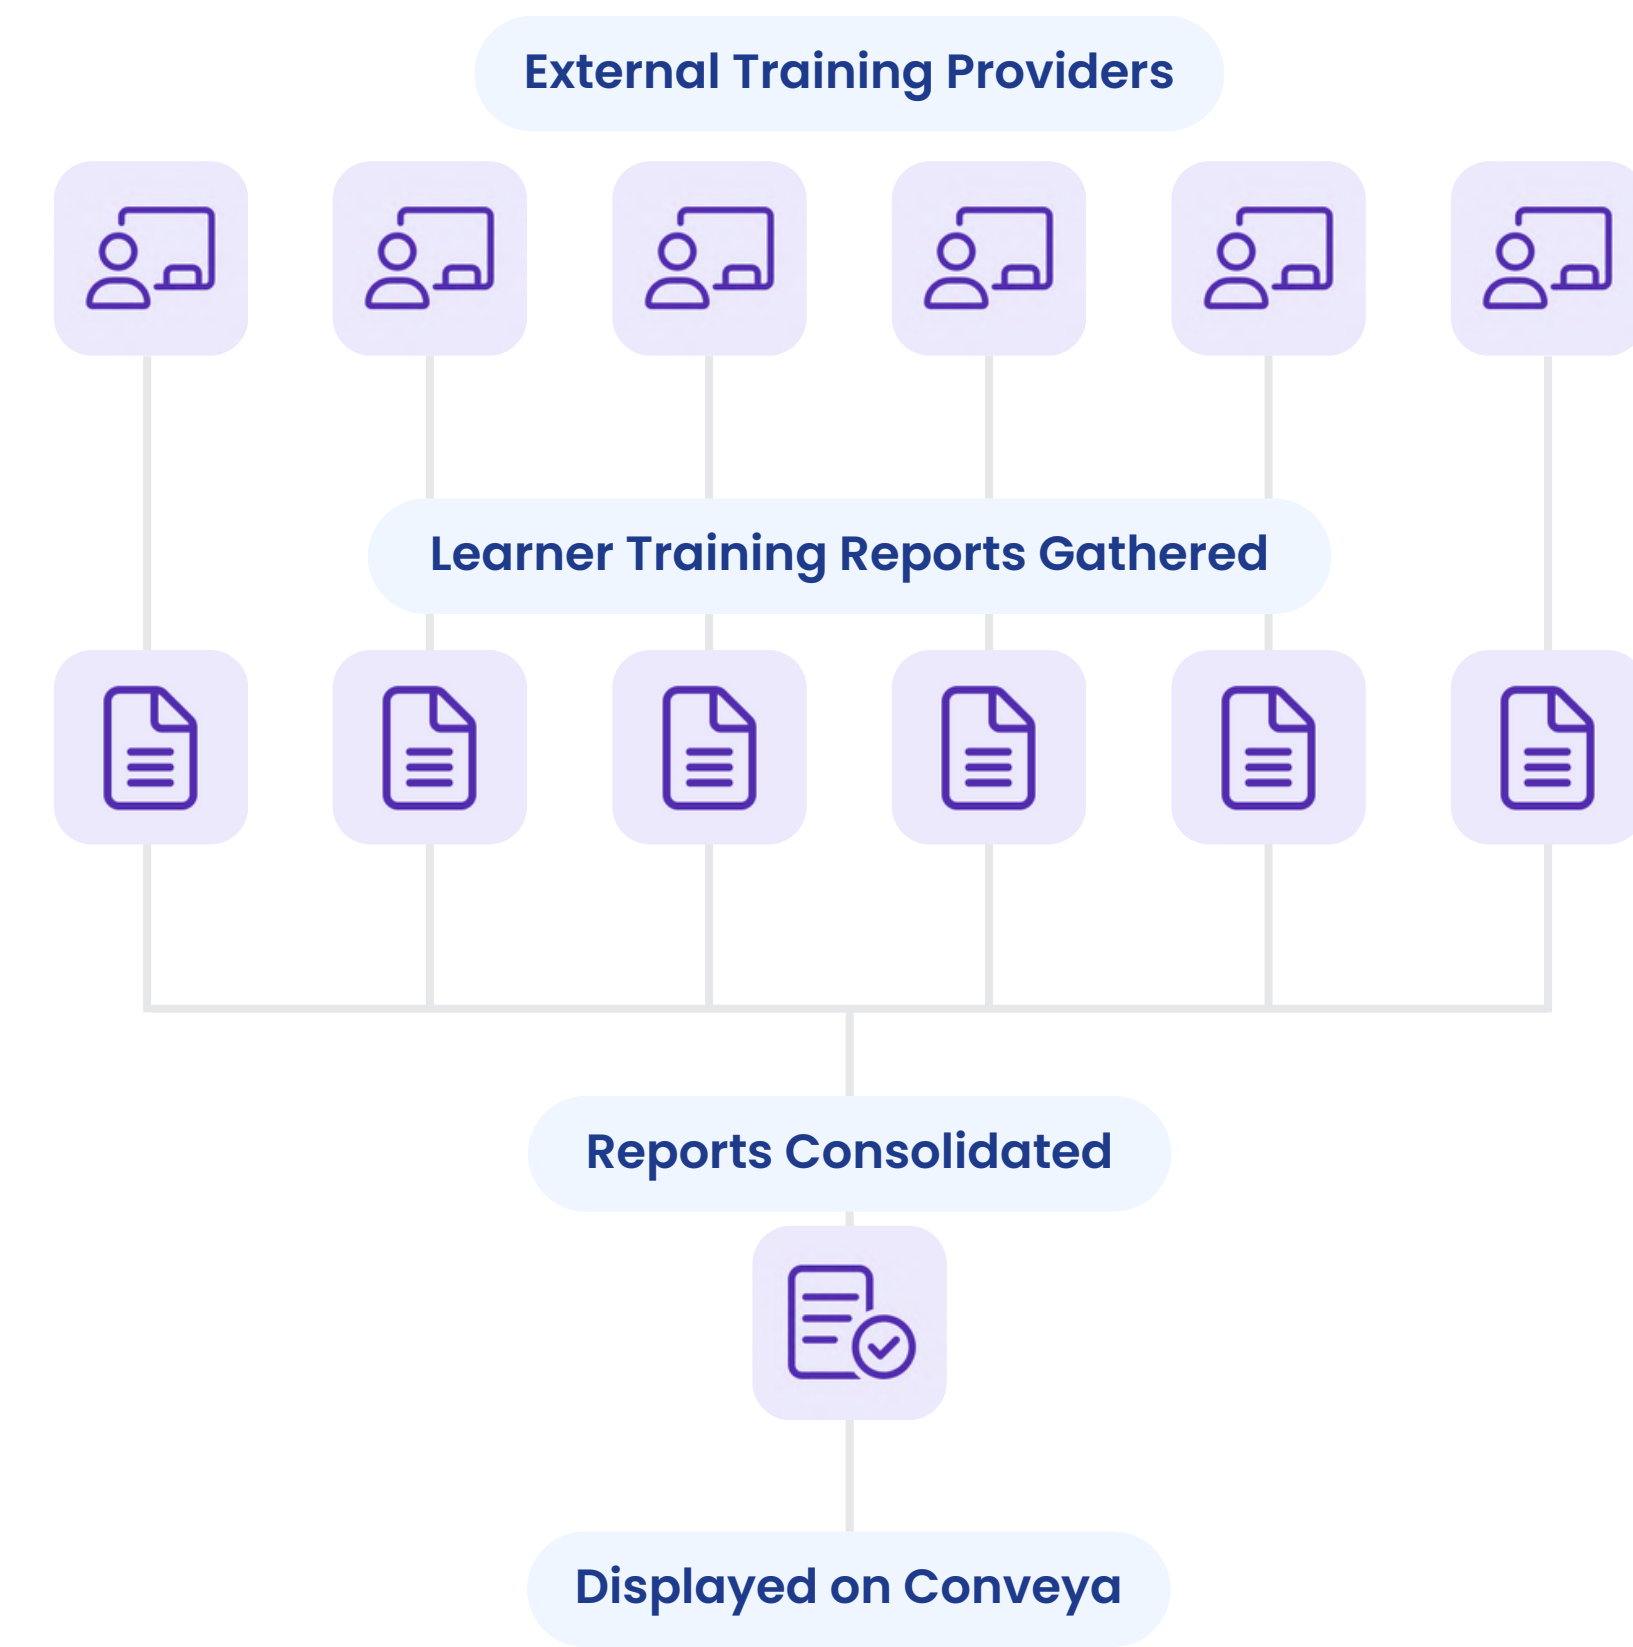 External Training Providers
Learner Training Reports Gathered
Reports Consolidated
Displayed on Conveya